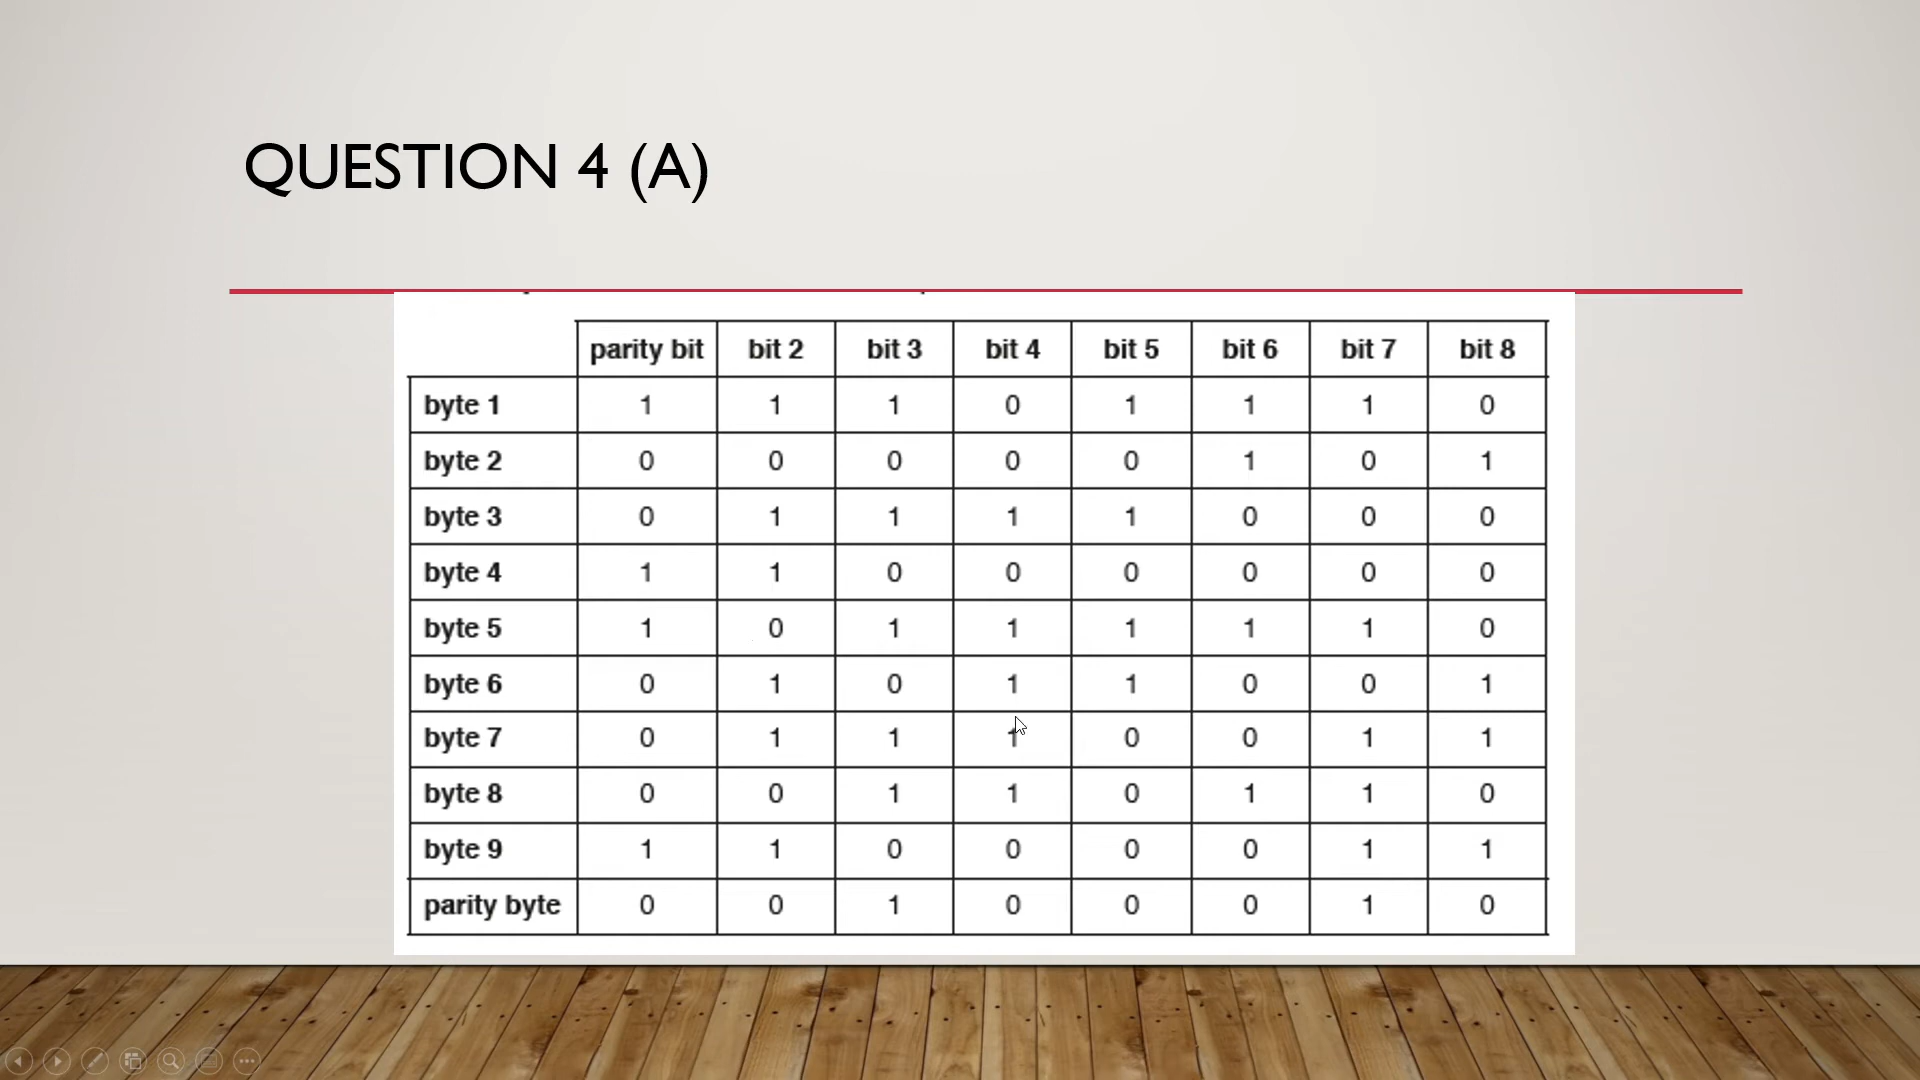 QUESTION 4 (A)
parity bit bit 2 bit 3 bit 4 bit 5 bit 6 bit 7 bit 8
byte 1 1 1 1 0 1 1 1 0
byte 2 0 0 0 0 0 1 0 1
byte 3 0 1 1 1 1 0 0 0
byte 4 1 1 0 0 0 0 0 0
byte 5 1 0 1 1 1 1 1 0
byte 6 0 1 0 1 1 0 0 1
byte 7 0 1 1 1 0 0 1 1
byte 8 0 0 1 1 0 1 1 0
byte 9 1 1 0 0 0 0 1 1
parity byte 0 0 1 0 0 0 1 0